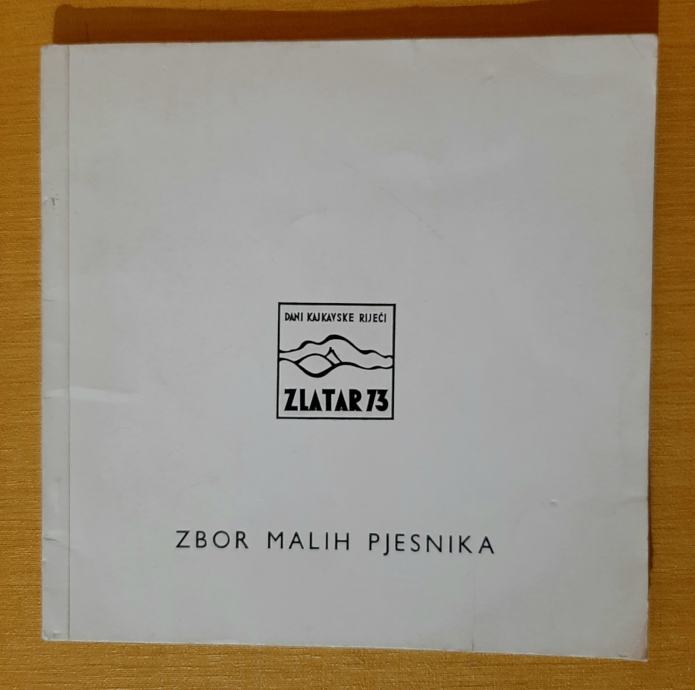 DANI KAJKAVSKE RIJEČI
ZLATAR 73
ZBOR MALIH PJESNIKA